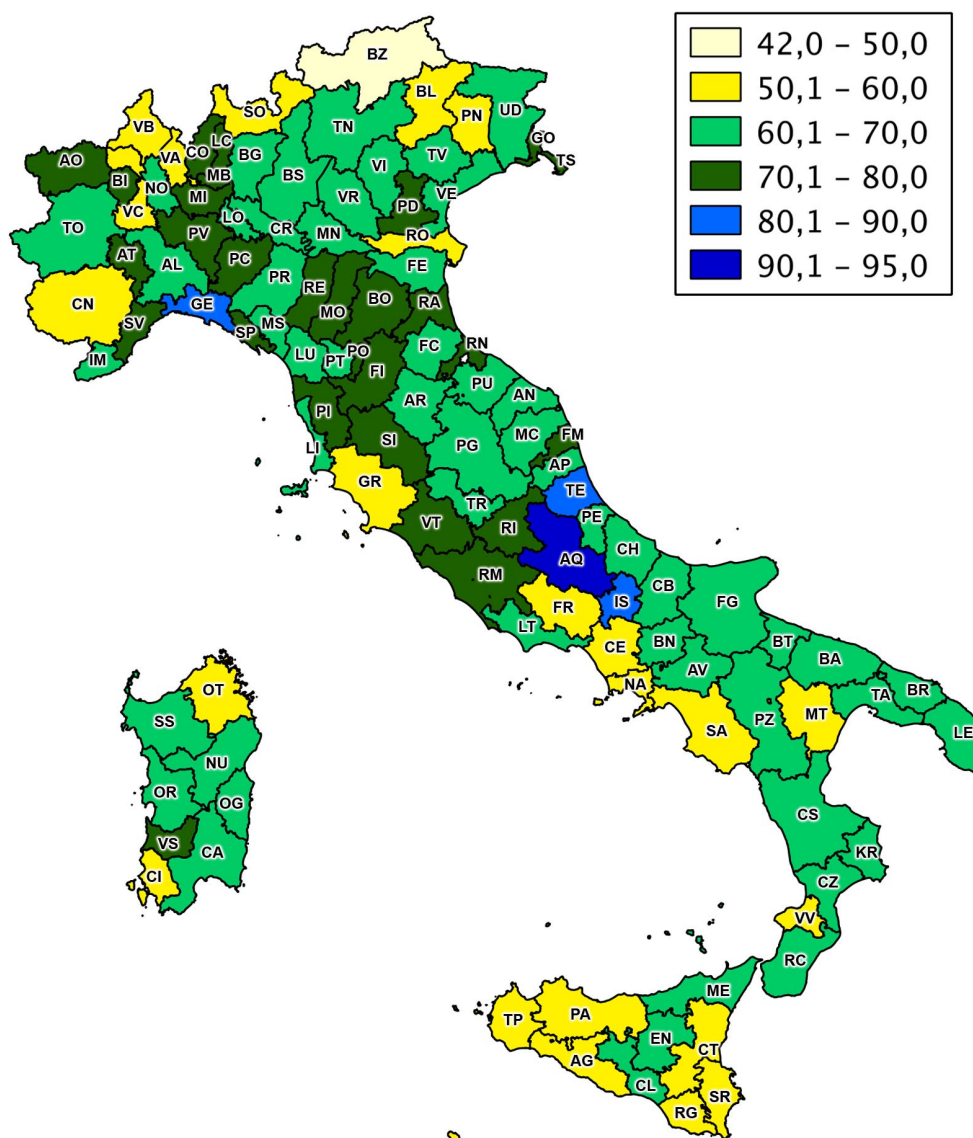 42,0 – 50,0
50,1 – 60,0
60,1 – 70,0
70,1 – 80,0
80,1 – 90,0
90,1 – 95,0
BZ
BL
PN
UD
SO
VB
TN
GO
LC
CO
VA
AO
BG
TV
VI
TS
MB
BS
BI
NO
MI
VR
VE
PD
VC
LO
TO
PV
CR
MN
RO
AT
PC
AL
PR
FE
RE
BO
CN
GE
MO
RA
SV
MS
SP
FC
RN
PO
LU
PT
IM
FI
PU
AR
AN
PI
SI
MC
FM
PG
LI
AP
GR
TE
TR
PE
VT
RI
CH
AQ
RM
CB
IS
FG
FR
LT
BN
CE
BT
BA
AV
NA
OT
TA
BR
SS
MT
PZ
SA
LE
NU
OR
OG
CS
VS
CA
KR
CI
CZ
VV
RC
ME
PA
TP
EN
CT
AG
CL
SR
RG